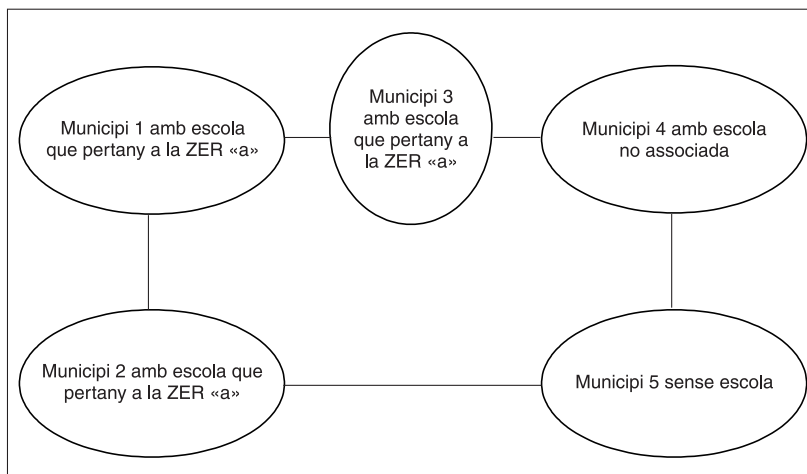 Municipi 1 amb escola
que pertany a la ZER «a»
Municipi 3
amb escola
que pertany a
la ZER «a»
Municipi 4 amb escola
no associada
Municipi 2 amb escola que
pertany a la ZER «a»
Municipi 5 sense escola